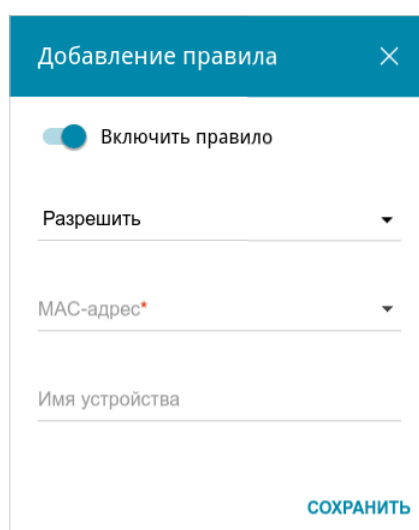 Добавление правила
Включить правило
Разрешить
MAC-адрес*
Имя устройства
СОХРАНИТЬ